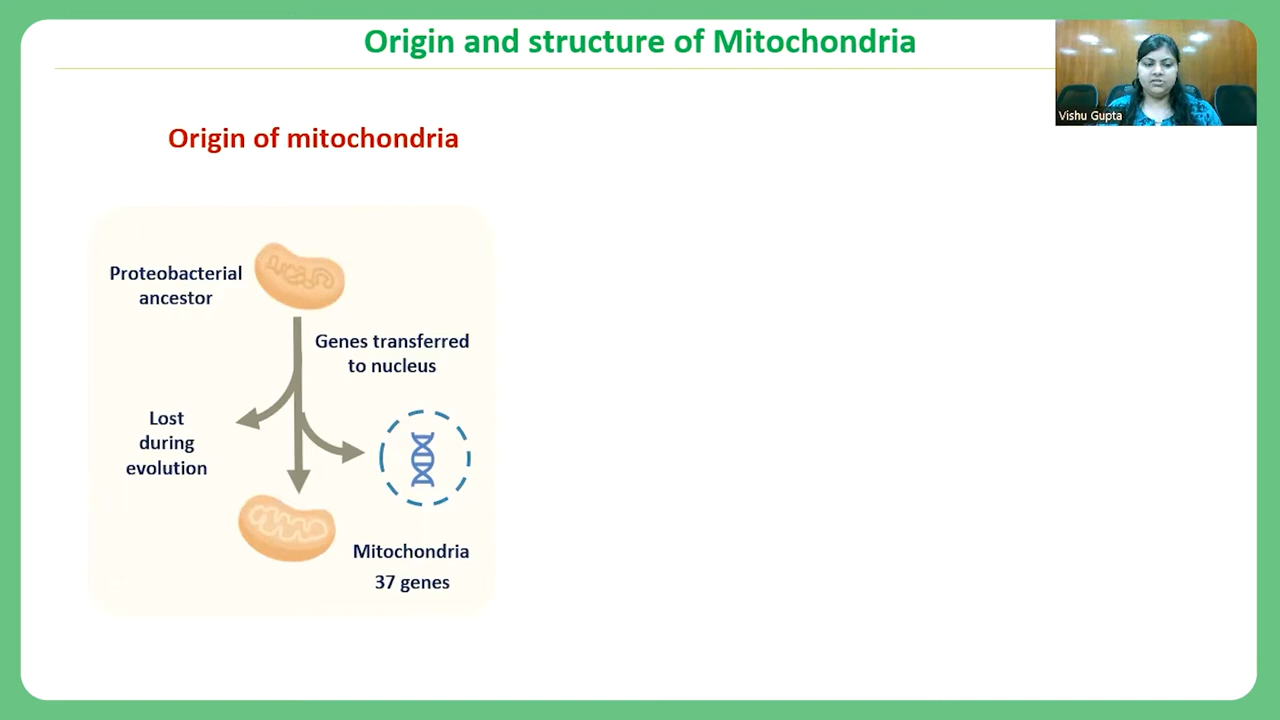 Origin and structure of Mitochondria
Vishu Gupta
Origin of mitochondria
Proteobacterial
ancestor
Genes transferred
to nucleus
Lost
during
evolution
Mitochondria
37 genes